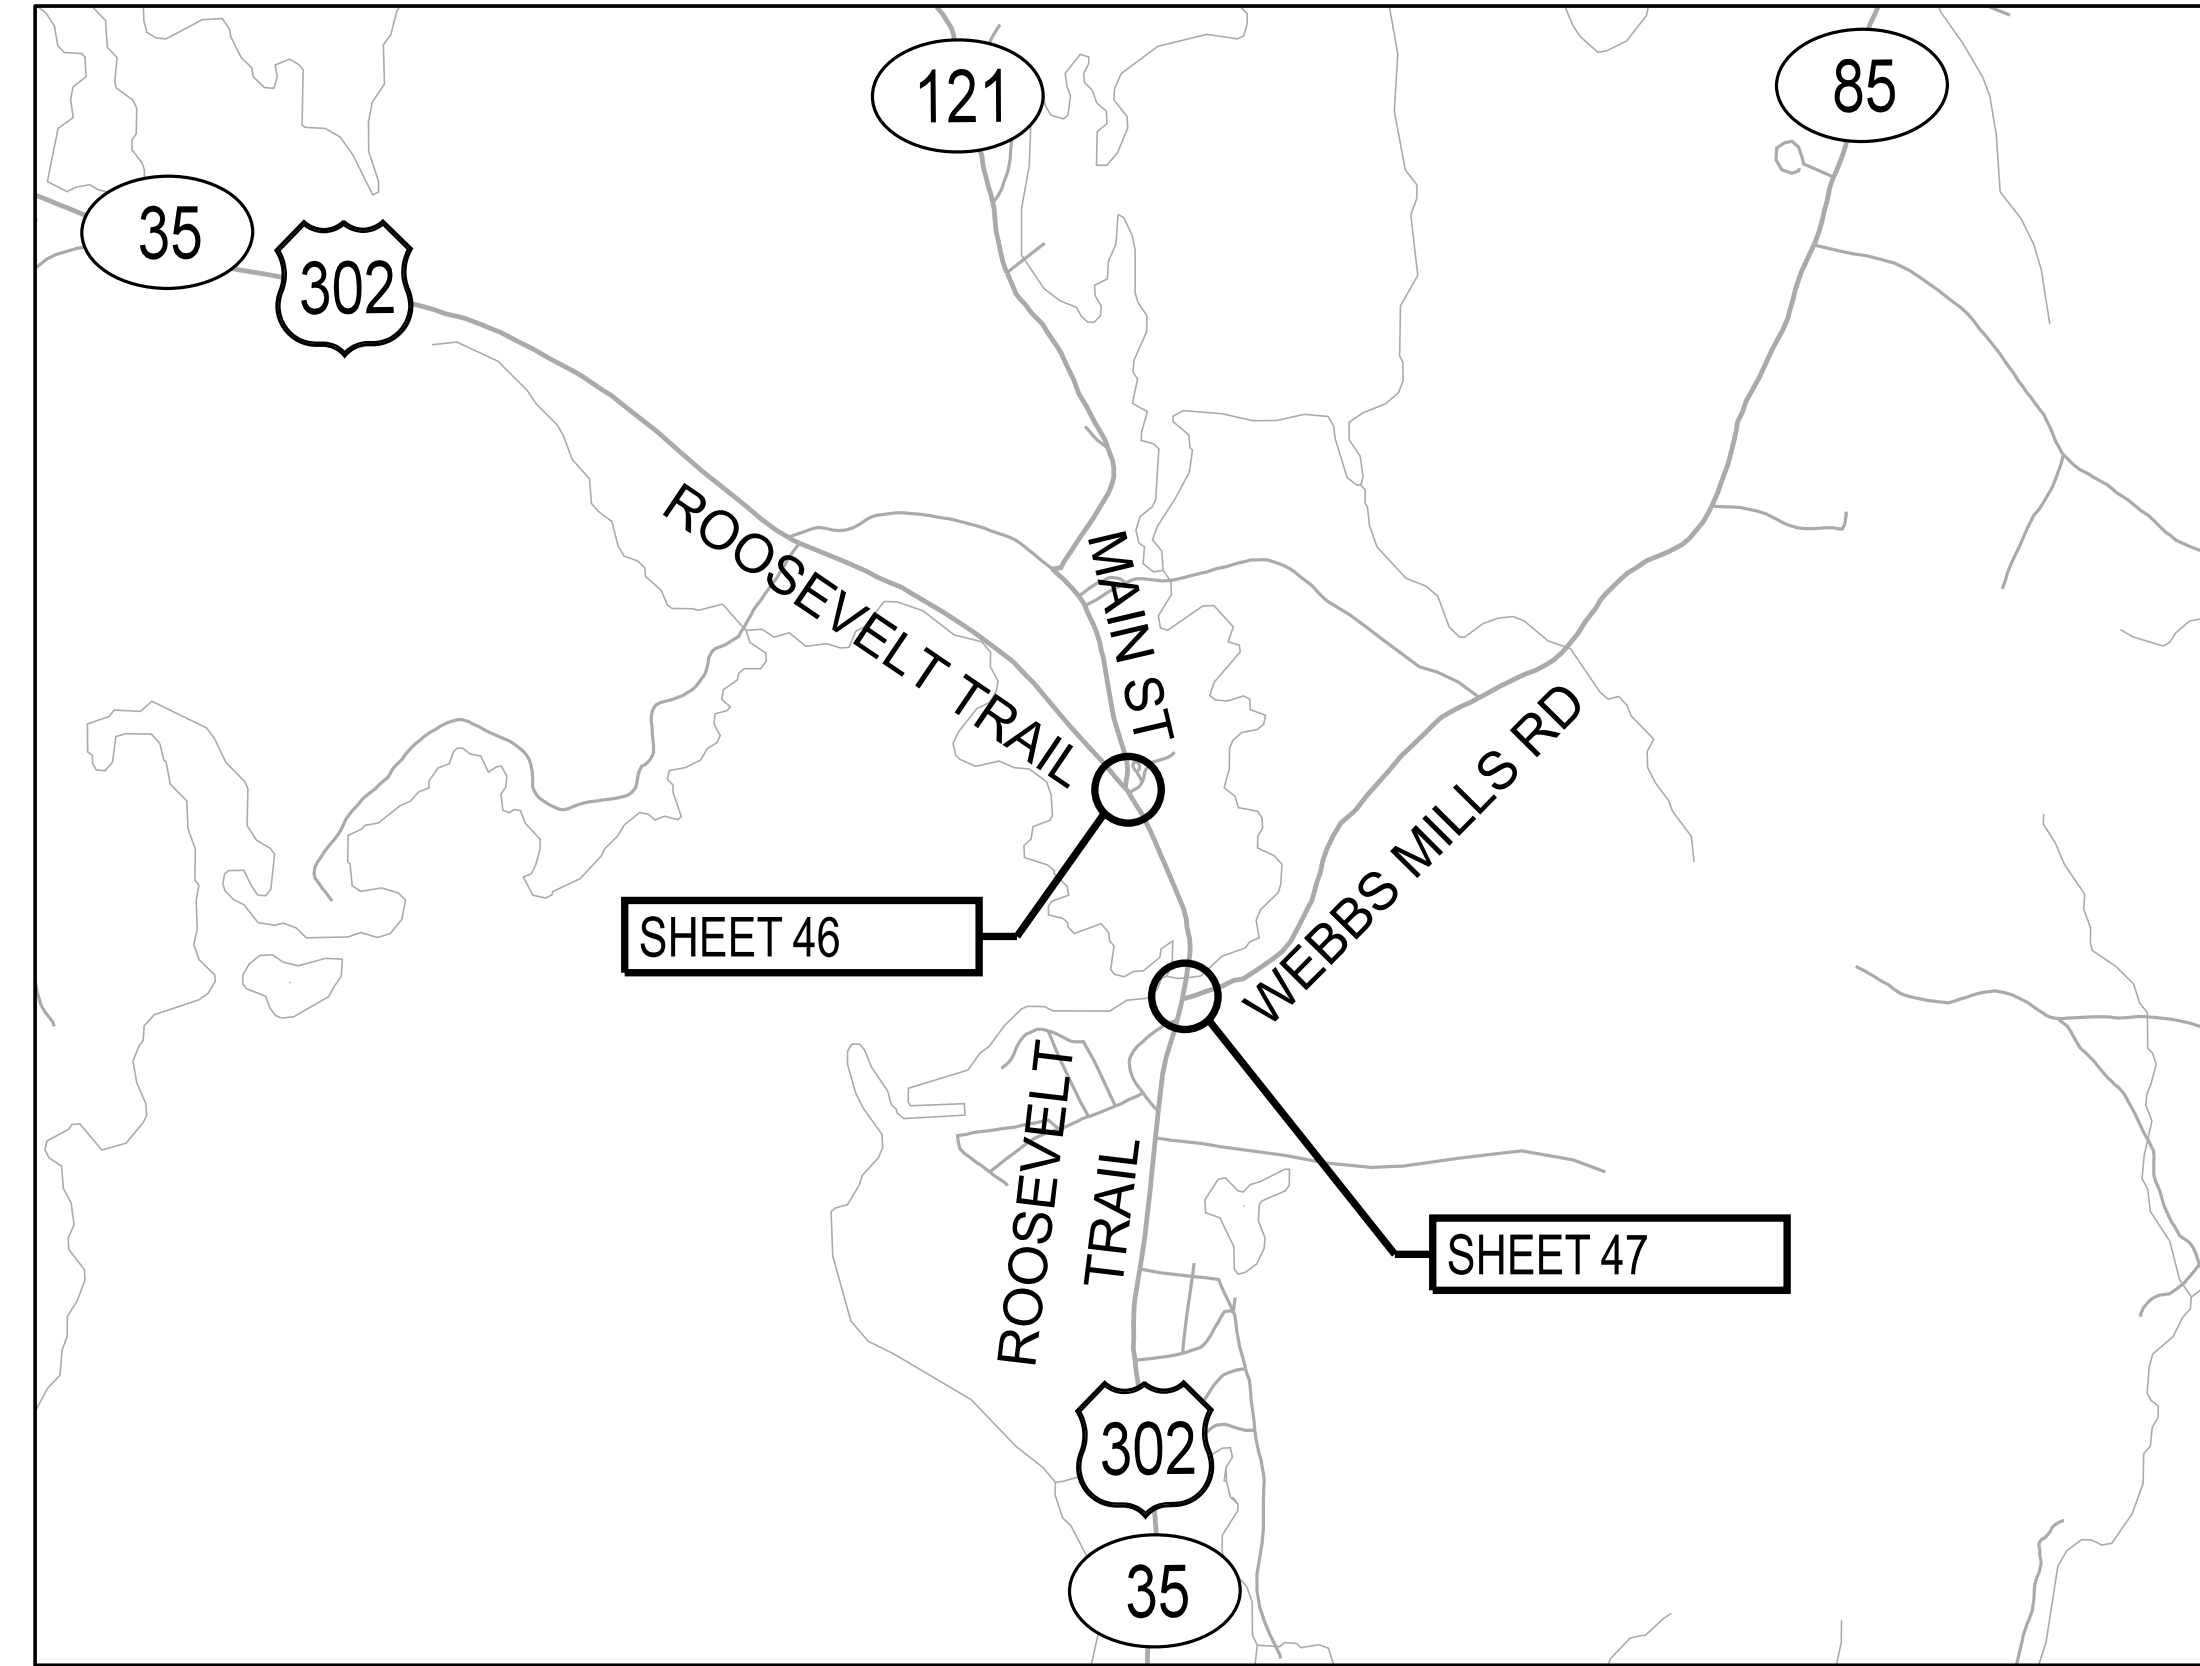 121
85
35
302
ROOSEVELT TRAIL
MAIN ST
WEBBS MILLS RD
SHEET 46
ROOSEVELT
TRAIL
SHEET 47
302
35